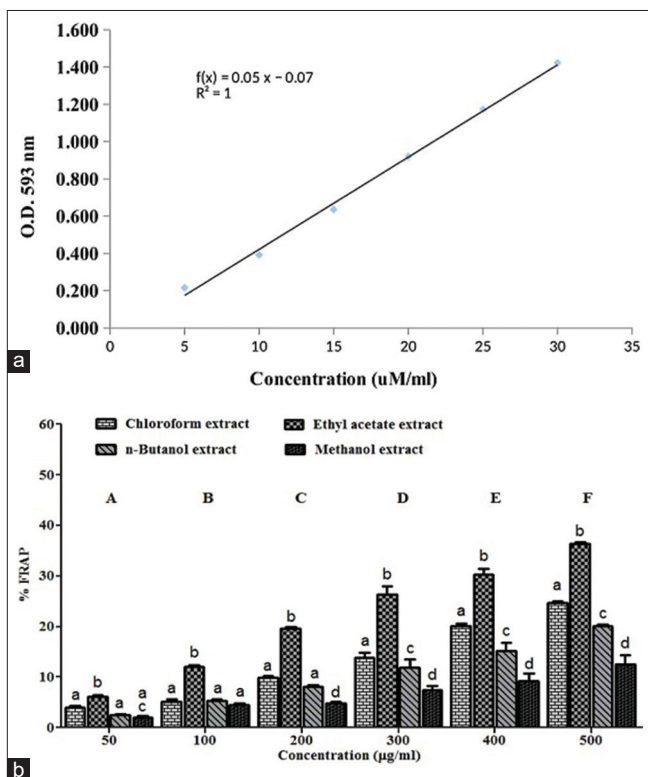 1.600
1.400
1.200
1.000
0.800
0.600
0.400
0.200
0.000
O.D. 593 nm
f(x) = 0.05 x – 0.07
R² = 1
0 5 10 15 20 25 30 35
Concentration (uM/ml)
a
Chloroform extract Ethyl acetate extract
n-Butanol extract Methanol extract
60
50
40
30
20
10
0
% FRAP
A B C D E F
a b a a c
a b a a
a b a d
a b c d
a b c d
a b c d
50 100 200 300 400 500
Concentration (µg/ml)
b